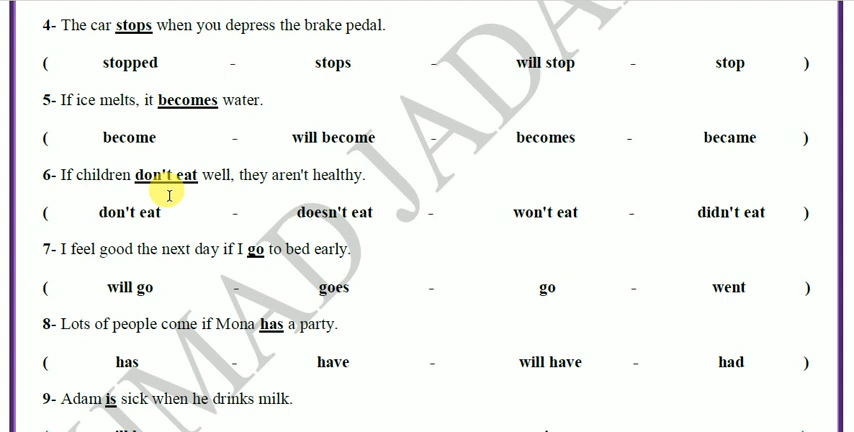 4- The car stops when you depress the brake pedal.
( stopped - stops - will stop - stop )
5- If ice melts, it becomes water.
( become - will become - becomes - became )
6- If children don't eat well, they aren't healthy.
( don't eat - doesn't eat - won't eat - didn't eat )
7- I feel good the next day if I go to bed early.
( will go - goes - go - went )
8- Lots of people come if Mona has a party.
( has - have - will have - had )
9- Adam is sick when he drinks milk.